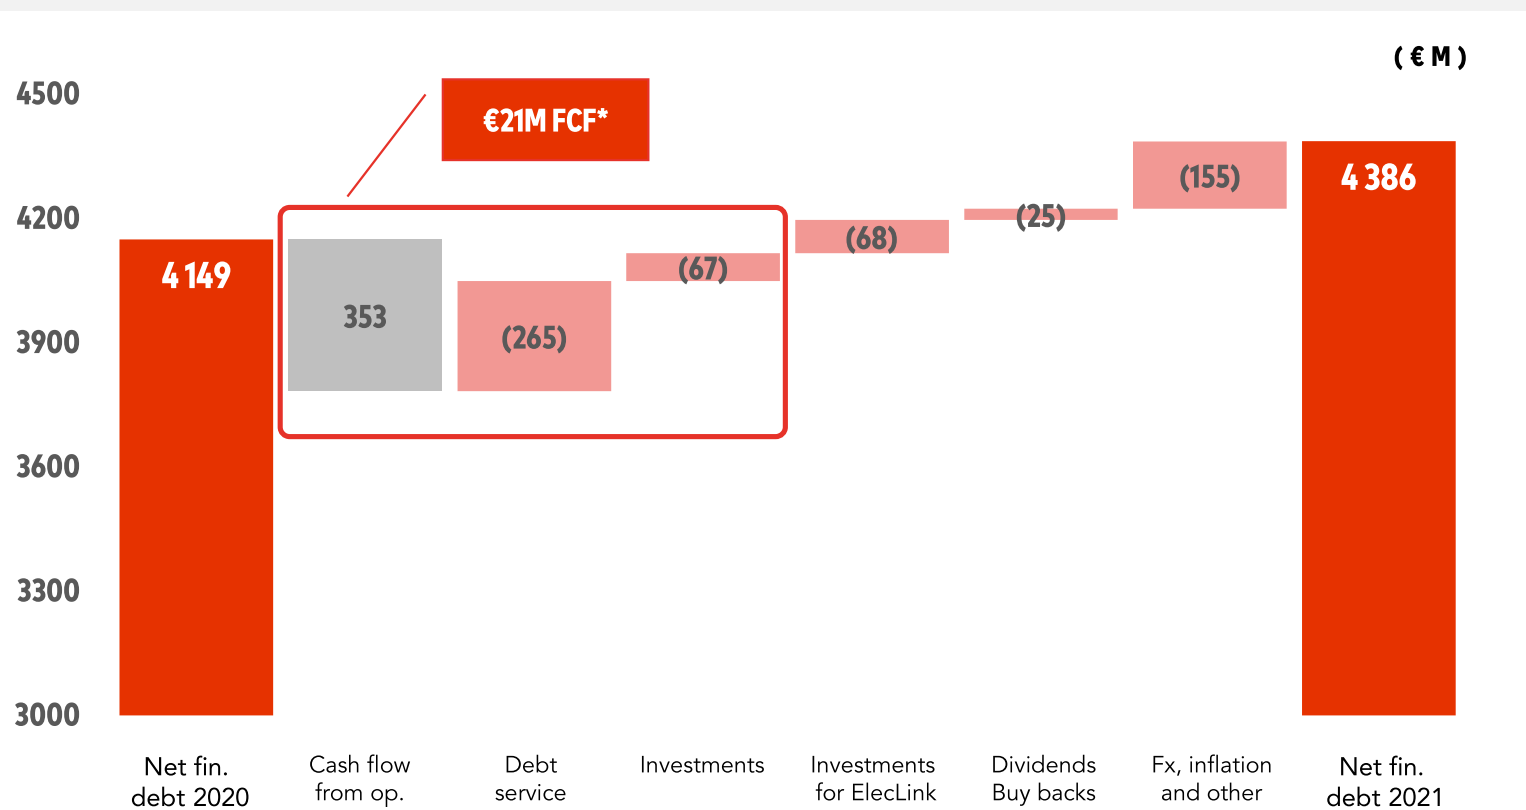 ( € M )
4500
4200
3900
3600
3300
3000
€21M FCF*
4 149
353
(265)
(67)
(68)
(25)
(155)
4 386
Net fin.
debt 2020
Cash flow
from op.
Debt
service
Investments
Investments
for ElecLink
Dividends
Buy backs
Fx, inflation
and other
Net fin.
debt 2021